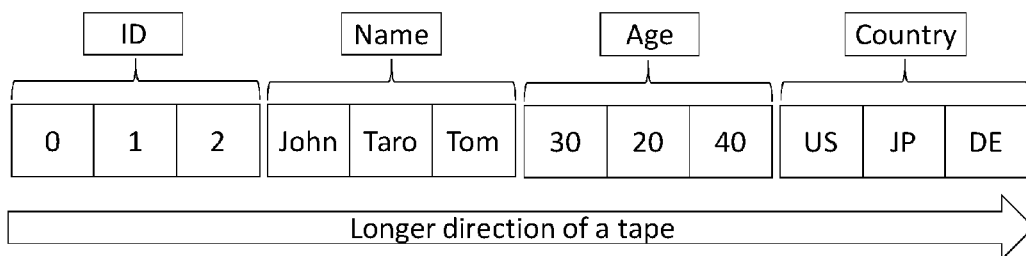 ID Name Age Country
0 1 2 John Taro Tom 30 20 40 US JP DE
Longer direction of a tape